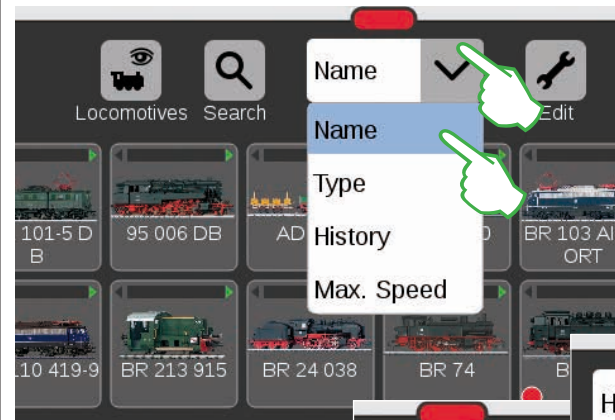 Name
Locomotives
Search
Edit
Name
Type
History
Max. Speed
101-5 D
B
95 006 DB
AD
BR 103 AI
ORT
110 419-9
BR 213 915
BR 24 038
BR 74
B
H